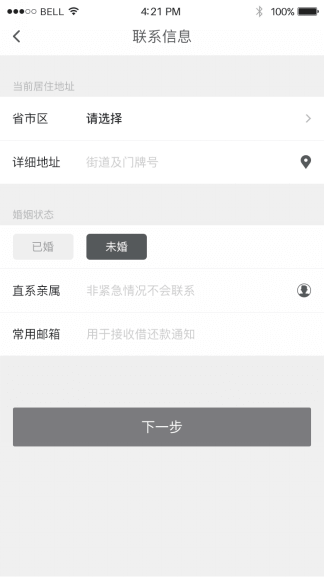 BELL 4:21 PM 100%
联系信息
当前居住地址
省市区 请选择
详细地址 街道及门牌号
婚姻状态
已婚 未婚
直系亲属 非紧急情况不会联系
常用邮箱 用于接收借还款通知
下一步